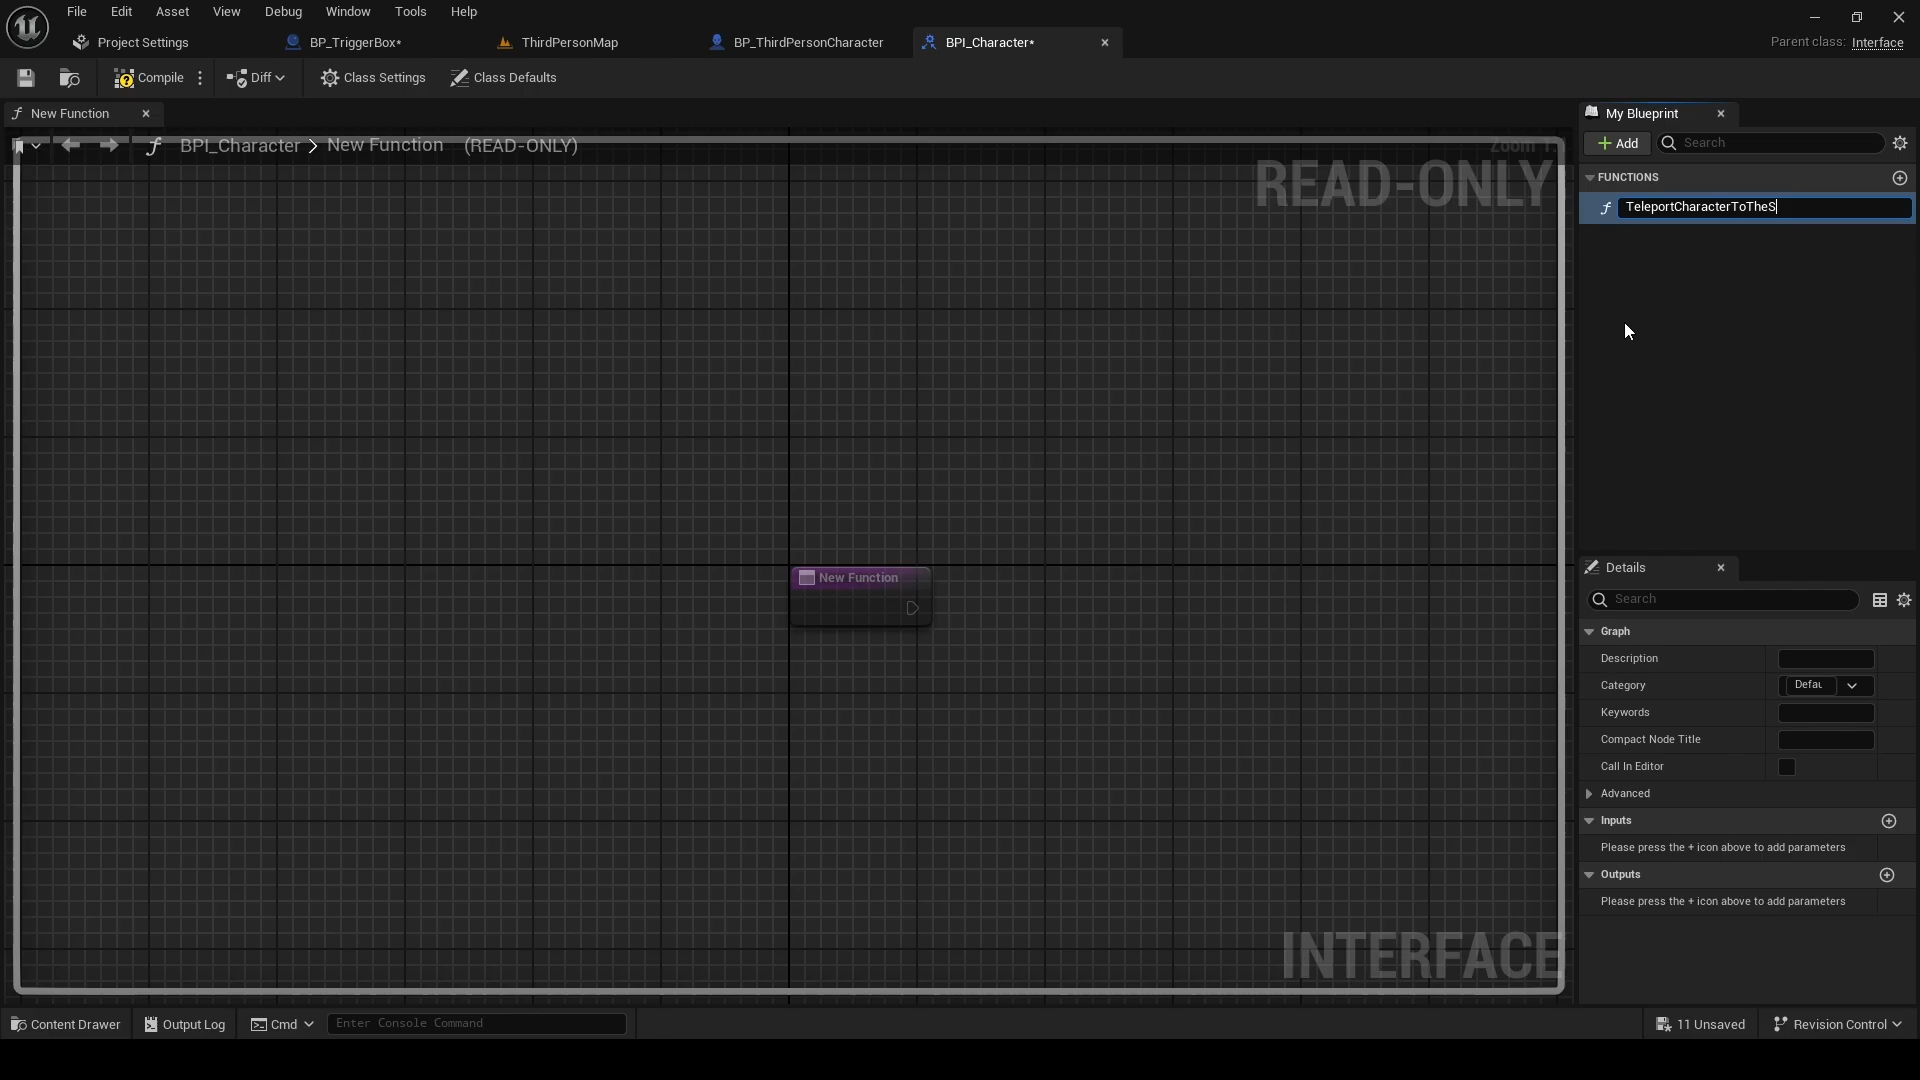 File Edit Asset View Debug Window Tools Help
Project Settings BP_TriggerBox* ThirdPersonMap BP_ThirdPersonCharacter BPI_Character*
Parent class: Interface
Compile Diff Class Settings Class Defaults
New Function
BPI_Character > New Function (READ-ONLY)
Zoom 1:1
READ-ONLY
New Function
INTERFACE
My Blueprint
Add Search
FUNCTIONS
TeleportCharacterToTheS
Details
Search
Graph
Description
Category Defau
Keywords
Compact Node Title
Call In Editor
Advanced
Inputs
Please press the + icon above to add parameters
Outputs
Please press the + icon above to add parameters
Content Drawer Output Log Cmd Enter Console Command 11 Unsaved Revision Control